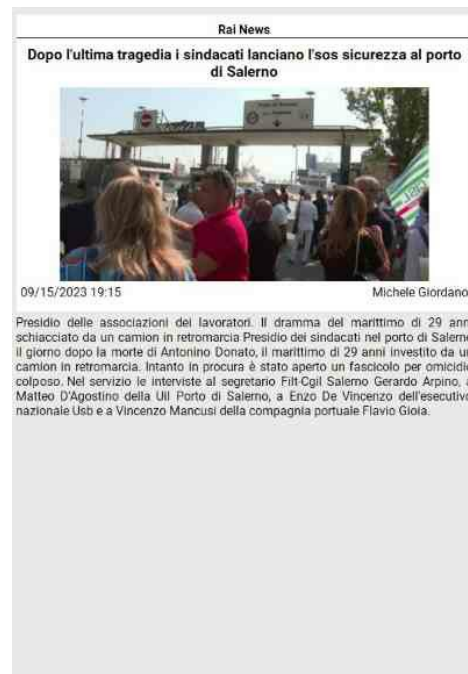 Rai News
Dopo l'ultima tragedia i sindacati lanciano l'sos sicurezza al porto
di Salerno
09/15/2023 19:15
Michele Giordano
Presidio delle associazioni dei lavoratori. Il dramma del marittimo di 29 ann
schiacciato da un camion in retromarcia Presidio dei sindacati nel porto di Salerno
il giorno dopo la morte di Antonino Donato, il marittimo di 29 anni investito da un
camion in retromarcia. Intanto in procura è stato aperto un fascicolo per omicidio
colposo. Nel servizio le interviste al segretario Filt-Cgil Salerno Gerardo Arpino, a
Matteo D'Agostino della Uil Porto di Salerno, a Enzo De Vincenzo dell'esecutivo
nazionale Usb e a Vincenzo Mancusi della compagnia portuale Flavio Gioia.